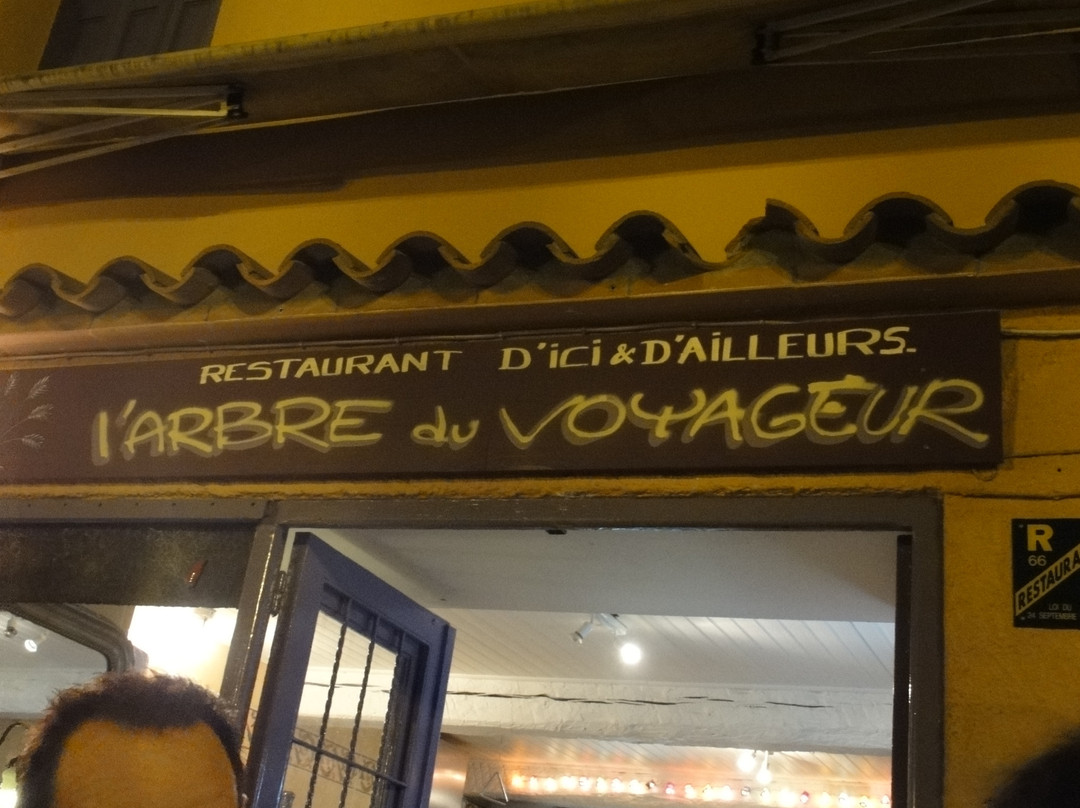 RESTAURANT D'iCi & D'AiLLEURS.
l'ARBRE du VOYAGEUR
R
66
RESTAURA
LOI DU
24 SEPTEMBRE